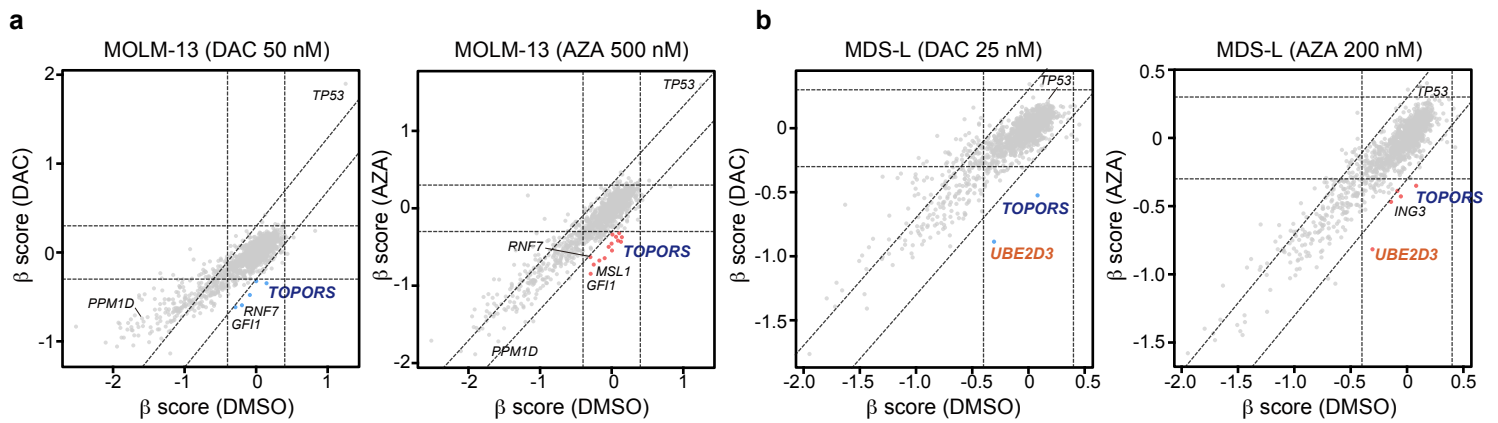 a
MOLM-13 (DAC 50 nM)
2
1
0
-1
-2
-1
0
1
β score (DAC)
β score (DMSO)
TP53
PPM1D
TOPORS
RNF7
GFI1
MOLM-13 (AZA 500 nM)
1
0
-1
-2
-2
-1
0
1
β score (AZA)
β score (DMSO)
TP53
RNF7
TOPORS
MSL1
GFI1
PPM1D
b
MDS-L (DAC 25 nM)
0
-0.5
-1.0
-1.5
-2.0
-1.5
-1.0
-0.5
0
0.5
β score (DAC)
β score (DMSO)
TP53
TOPORS
UBE2D3
MDS-L (AZA 200 nM)
0.5
0
-0.5
-1.0
-1.5
-2.0
-1.5
-1.0
-0.5
0
0.5
β score (AZA)
β score (DMSO)
TP53
TOPORS
ING3
UBE2D3